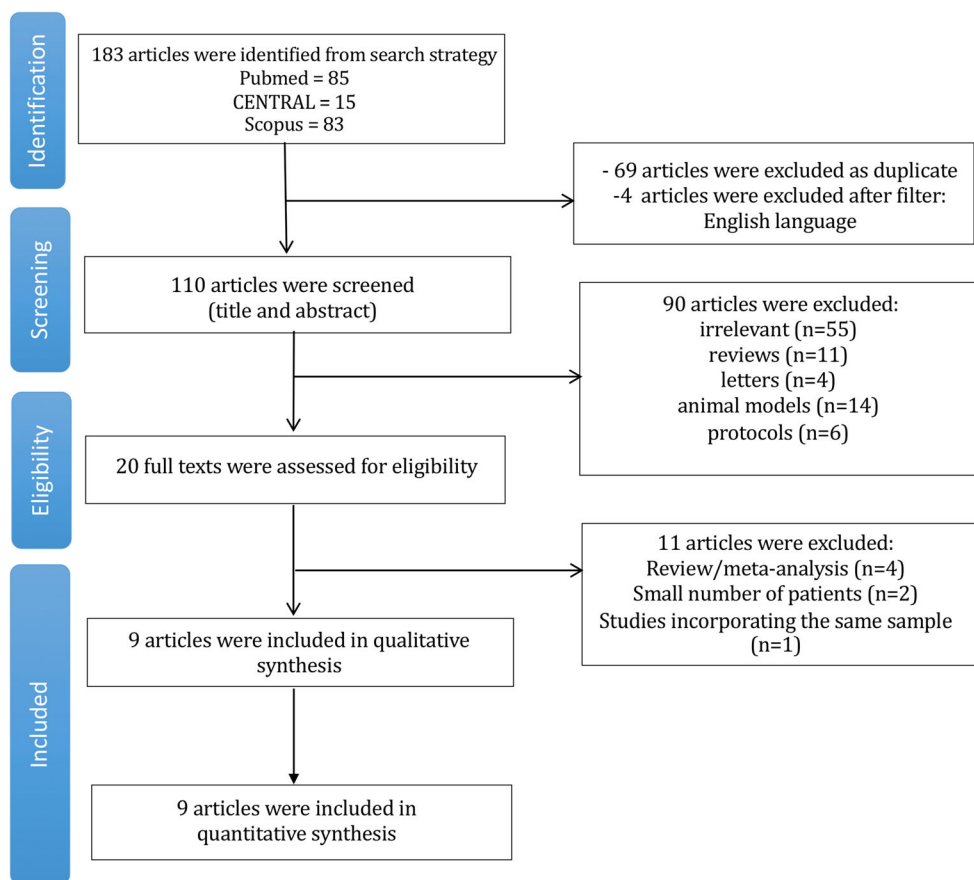 Identification
183 articles were identified from search strategy
Pubmed = 85
CENTRAL = 15
Scopus = 83
- 69 articles were excluded as duplicate
-4 articles were excluded after filter:
English language
Screening
110 articles were screened
(title and abstract)
90 articles were excluded:
irrelevant (n=55)
reviews (n=11)
letters (n=4)
animal models (n=14)
protocols (n=6)
Eligibility
20 full texts were assessed for eligibility
11 articles were excluded:
Review/meta-analysis (n=4)
Small number of patients (n=2)
Studies incorporating the same sample
(n=1)
Included
9 articles were included in qualitative
synthesis
9 articles were included in
quantitative synthesis